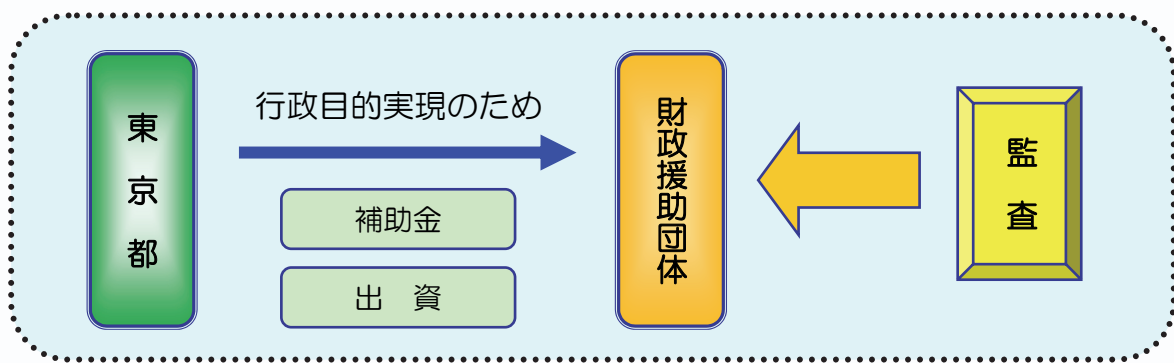 東京都
行政目的実現のため
補助金
出　資
財政援助団体
監査